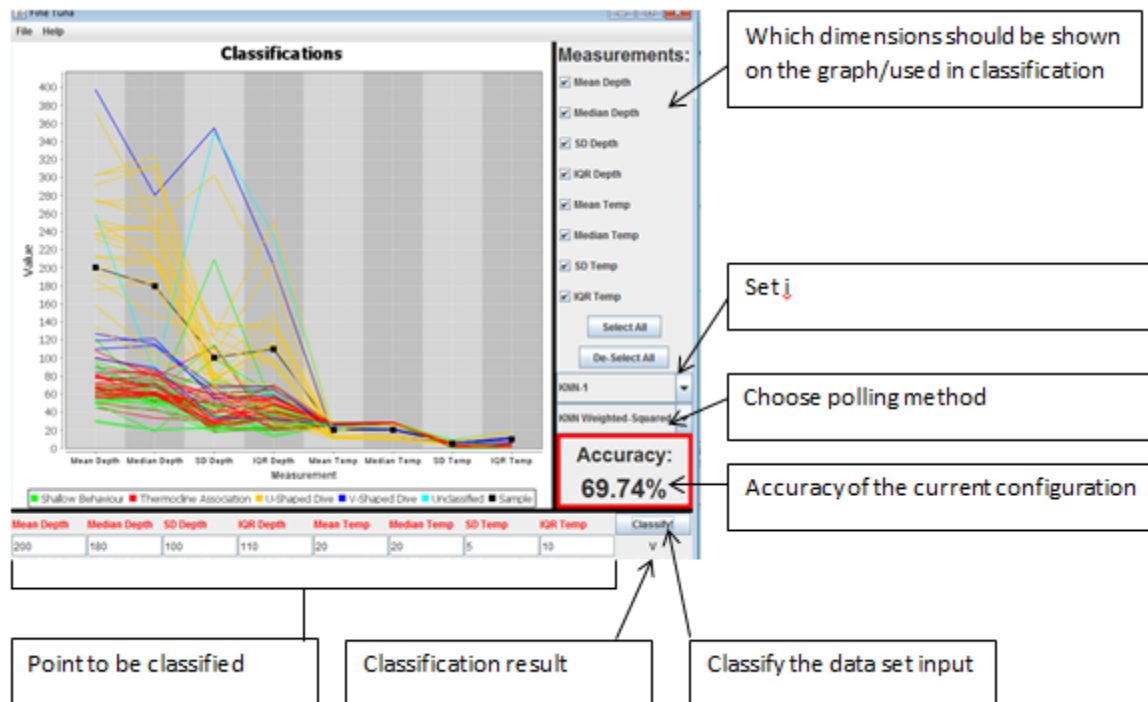 Fine Tuna
File Help
Classifications
400
380
360
340
320
300
280
260
240
220
200
180
160
140
120
100
80
60
40
20
0
Value
Mean Depth Median Depth SD Depth IQR Depth Mean Temp Median Temp SD Temp IQR Temp
Measurement
Shallow Behaviour Thermocline Association U-Shaped Dive V-Shaped Dive Unclassified Sample
Measurements:
Mean Depth
Median Depth
SD Depth
IQR Depth
Mean Temp
Median Temp
SD Temp
IQR Temp
Select All
De-Select All
KNN-1
KNN Weighted-Squared
Accuracy:
69.74%
Mean Depth Median Depth SD Depth IQR Depth Mean Temp Median Temp SD Temp IQR Temp Classify!
200 180 100 110 20 20 5 10 V
Which dimensions should be shown
on the graph/used in classification
Set i
Choose polling method
Accuracy of the current configuration
Point to be classified
Classification result
Classify the data set input